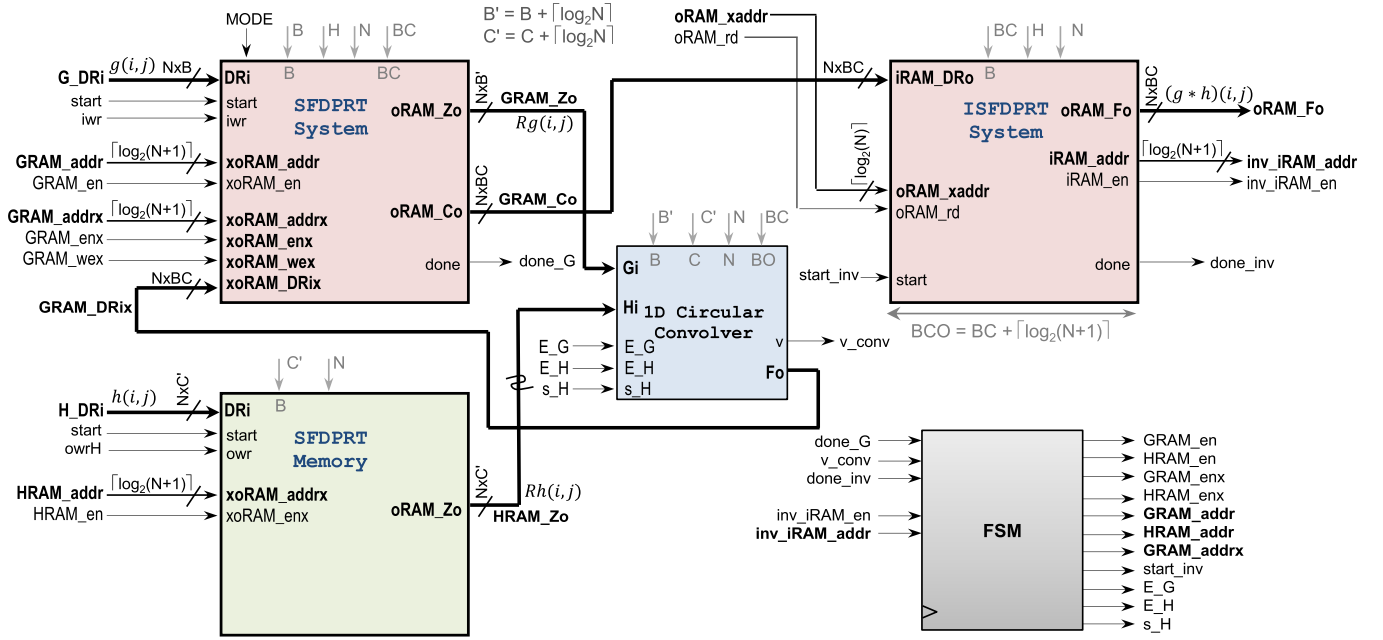 MODE
B
H
N
BC
B' = B + ⌈log₂N⌉
C' = C + ⌈log₂N⌉
oRAM_xaddr
oRAM_rd
BC
H
N
G_DRi
g(i,j)
NxB
DRi
B
BC
start
start
iwr
iwr
SFDPRT
System
oRAM_Zo
NxB'
GRAM_Zo
Rg(i,j)
GRAM_addr
⌈log₂(N+1)⌉
xoRAM_addr
GRAM_en
xoRAM_en
GRAM_addrx
⌈log₂(N+1)⌉
xoRAM_addrx
GRAM_enx
xoRAM_enx
GRAM_wex
xoRAM_wex
NxBC
xoRAM_DRix
GRAM_DRix
oRAM_Co
NxBC
GRAM_Co
done
done_G
NxBC
iRAM_DRo
B
ISFDPRT
System
oRAM_Fo
NxBC
(g * h)(i,j)
oRAM_Fo
⌈log₂(N)⌉
iRAM_addr
⌈log₂(N+1)⌉
inv_iRAM_addr
iRAM_en
inv_iRAM_en
oRAM_xaddr
oRAM_rd
start_inv
start
done
done_inv
BCO = BC + ⌈log₂(N+1)⌉
B'
C'
N
BC
B
C
N
BO
Gi
Hi
1D Circular
Convolver
E_G
E_G
E_H
E_H
s_H
s_H
v
v_conv
Fo
C'
N
H_DRi
h(i,j)
NxC'
DRi
B
start
start
owrH
owr
SFDPRT
Memory
HRAM_addr
⌈log₂(N+1)⌉
xoRAM_addrx
HRAM_en
xoRAM_enx
oRAM_Zo
NxC'
Rh(i,j)
HRAM_Zo
done_G
v_conv
done_inv
inv_iRAM_en
inv_iRAM_addr
FSM
GRAM_en
HRAM_en
GRAM_enx
HRAM_enx
GRAM_addr
HRAM_addr
GRAM_addrx
start_inv
E_G
E_H
s_H